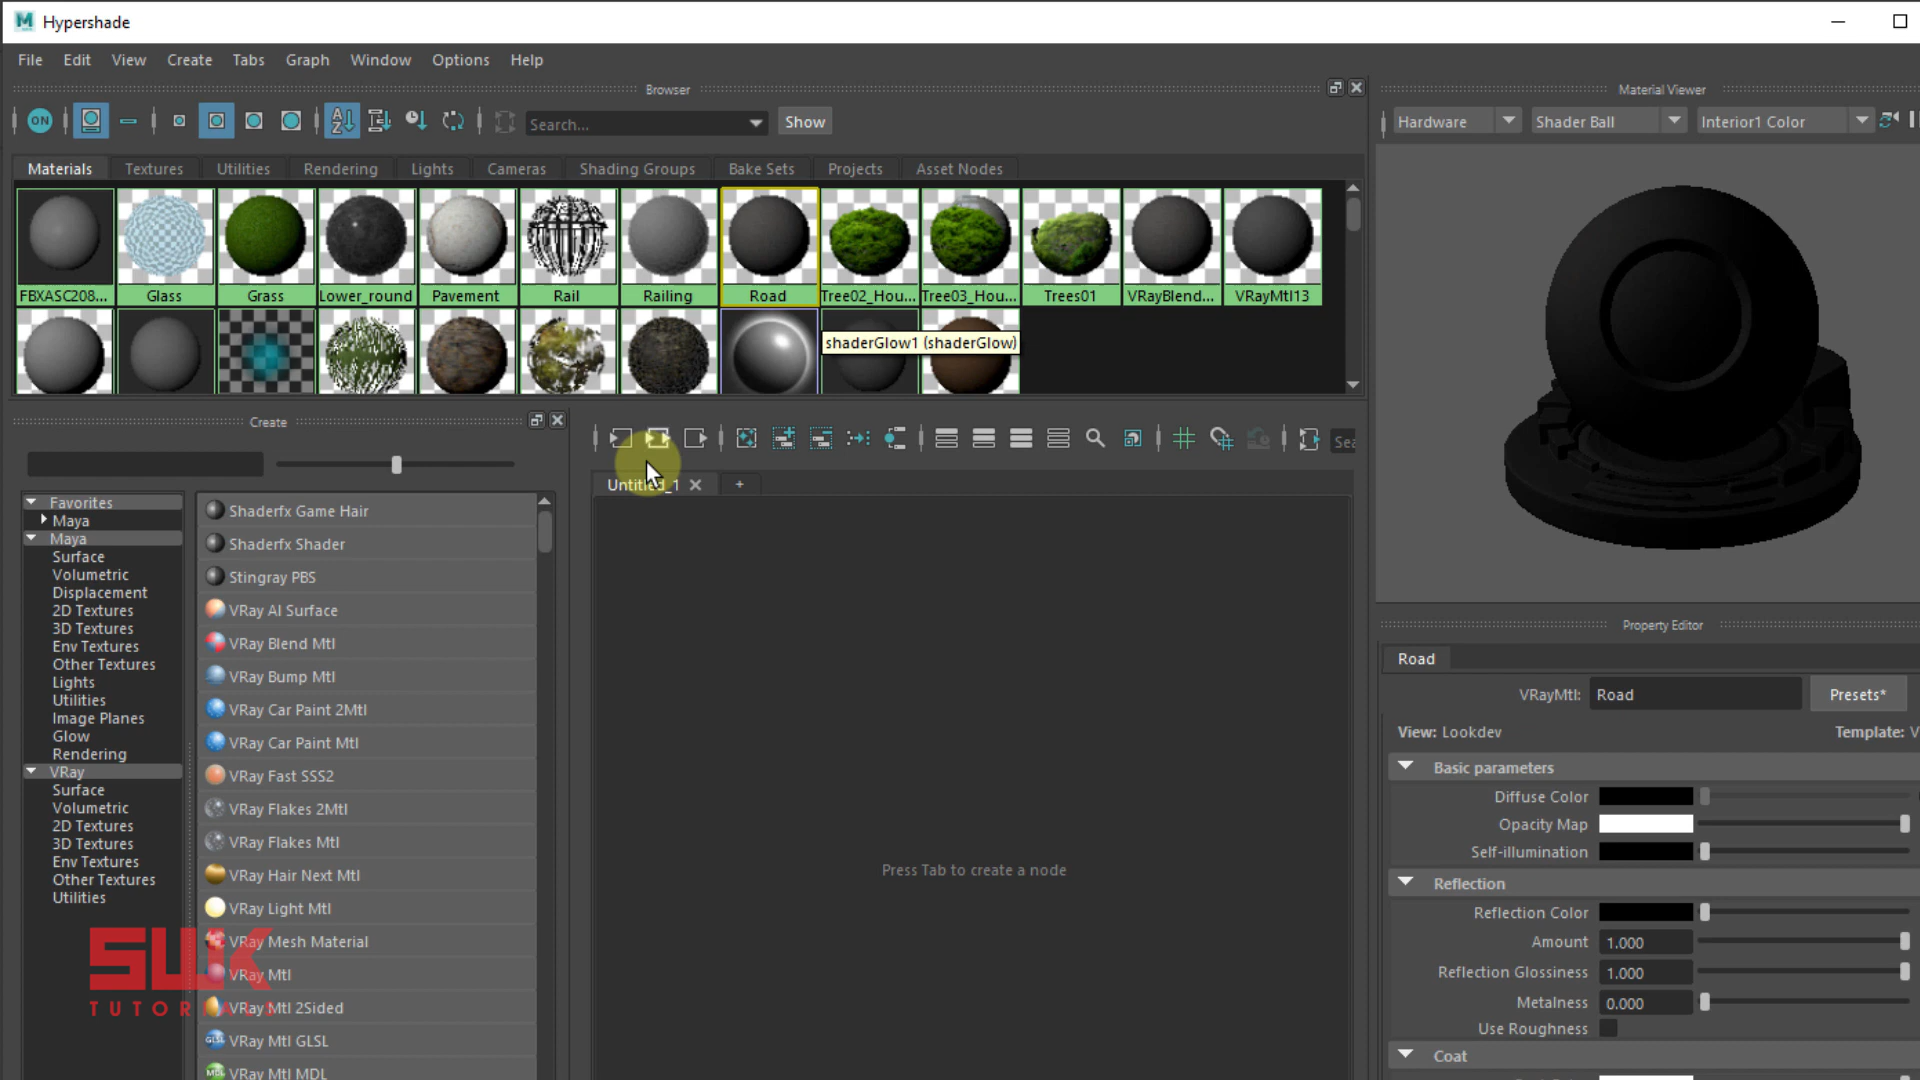 Hypershade
File Edit View Create Tabs Graph Window Options Help
Browser
Material Viewer
ON
Search...
Show
Hardware
Shader Ball
Interior1 Color
Materials Textures Utilities Rendering Lights Cameras Shading Groups Bake Sets Projects Asset Nodes
FBXASC208... Glass Grass Lower_round Pavement Rail Railing Road Tree02_Hou... Tree03_Hou... Trees01 VRayBlend... VRayMtl13
shaderGlow1 (shaderGlow)
Create
Sea
Untitled_1
+
Favorites
Maya
Maya
Surface
Volumetric
Displacement
2D Textures
3D Textures
Env Textures
Other Textures
Lights
Utilities
Image Planes
Glow
Rendering
VRay
Surface
Volumetric
2D Textures
3D Textures
Env Textures
Other Textures
Utilities
Shaderfx Game Hair
Shaderfx Shader
Stingray PBS
VRay Al Surface
VRay Blend Mtl
VRay Bump Mtl
VRay Car Paint 2Mtl
VRay Car Paint Mtl
VRay Fast SSS2
VRay Flakes 2Mtl
VRay Flakes Mtl
VRay Hair Next Mtl
VRay Light Mtl
VRay Mesh Material
VRay Mtl
VRay Mtl 2Sided
VRay Mtl GLSL
VRay Mtl MDL
Press Tab to create a node
SUK
TUTORIALS
Property Editor
Road
VRayMtl: Road Presets*
View: Lookdev
Template: V
Basic parameters
Diffuse Color
Opacity Map
Self-illumination
Reflection
Reflection Color
Amount 1.000
Reflection Glossiness 1.000
Metalness 0.000
Use Roughness
Coat